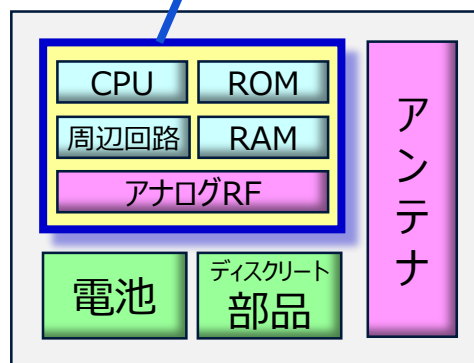 CPU
ROM
周辺回路
RAM
アナログRF
アンテナ
電池
ディスクリート
部品